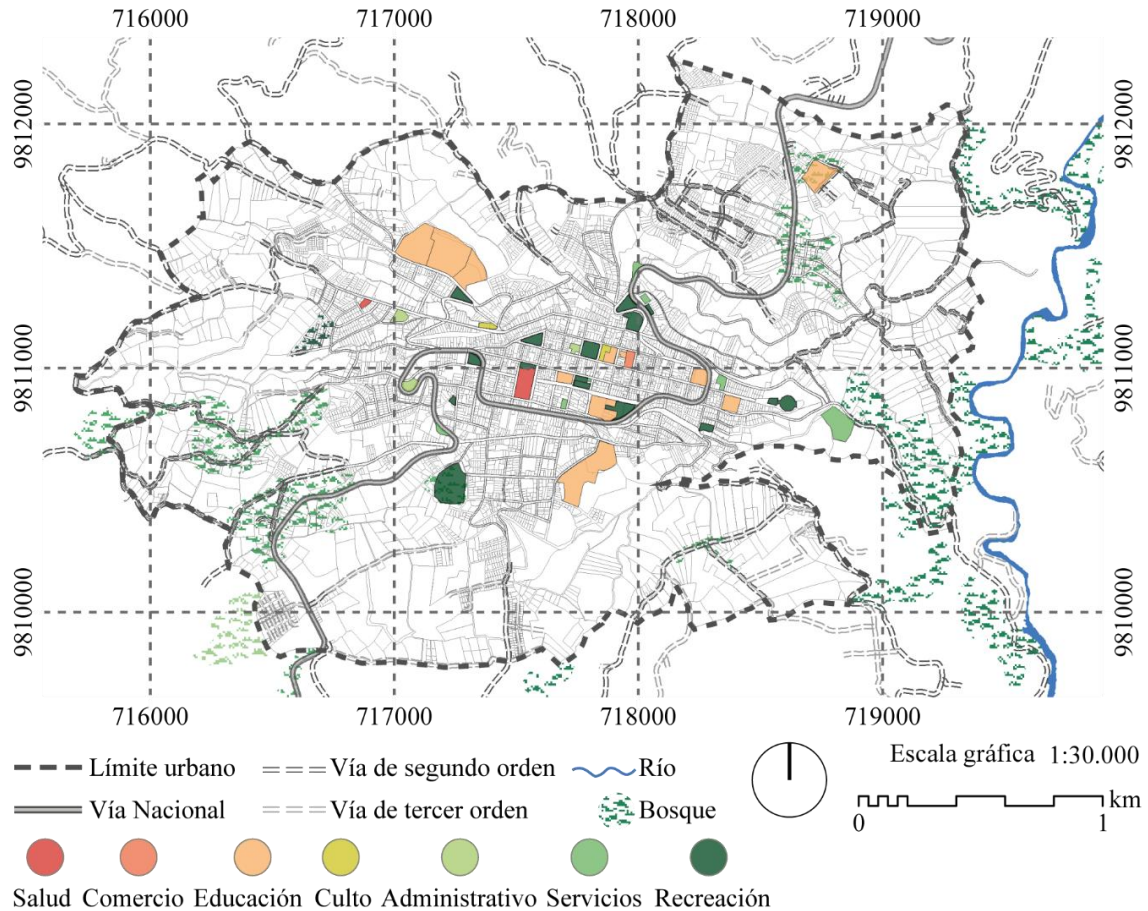 716000 717000 718000 719000
9812000 9812000
9811000 9811000
9810000 9810000
716000 717000 718000 719000
Límite urbano Vía de segundo orden Río Escala gráfica 1:30.000
Vía Nacional Vía de tercer orden Bosque km
0 1
Salud Comercio Educación Culto Administrativo Servicios Recreación